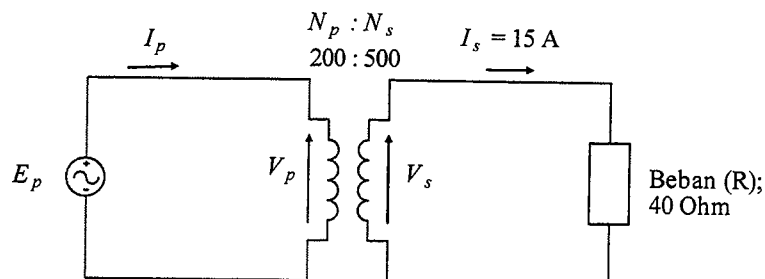 N_p : N_s
200 : 500
I_p
I_s = 15 A
E_p
V_p
V_s
Beban (R);
40 Ohm